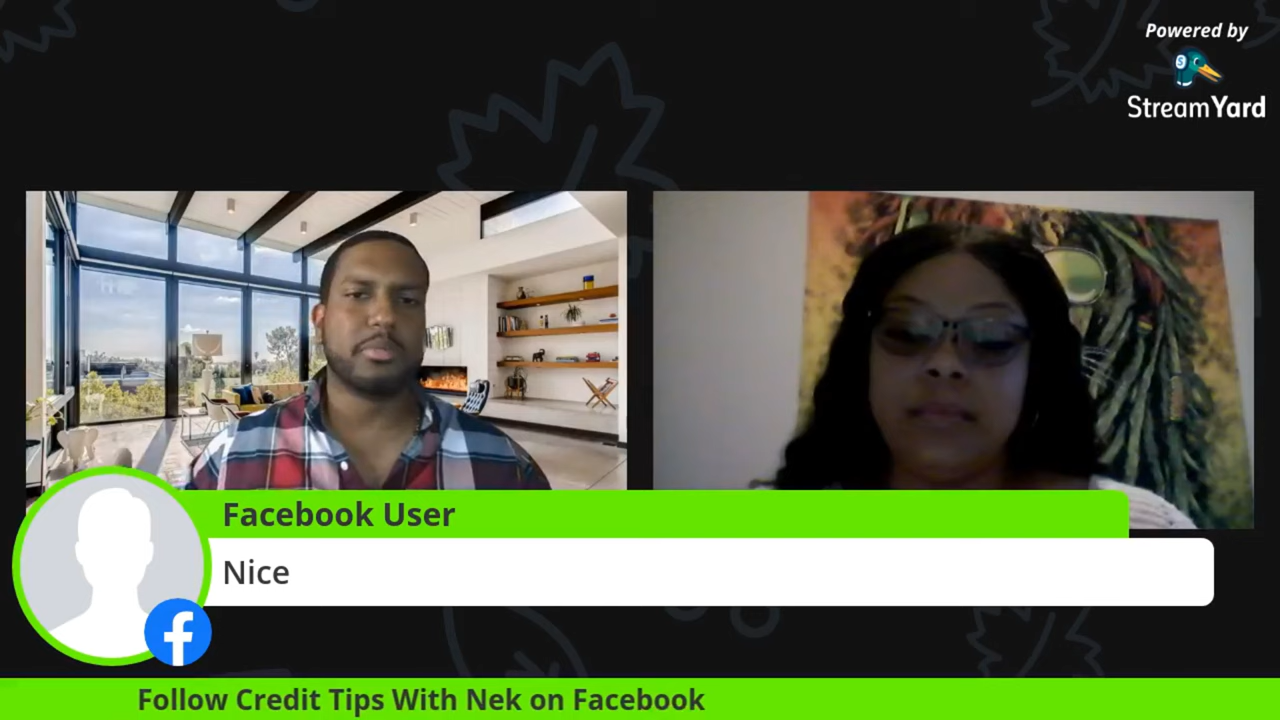 Powered by
StreamYard
Facebook User
Nice
Follow Credit Tips With Nek on Facebook